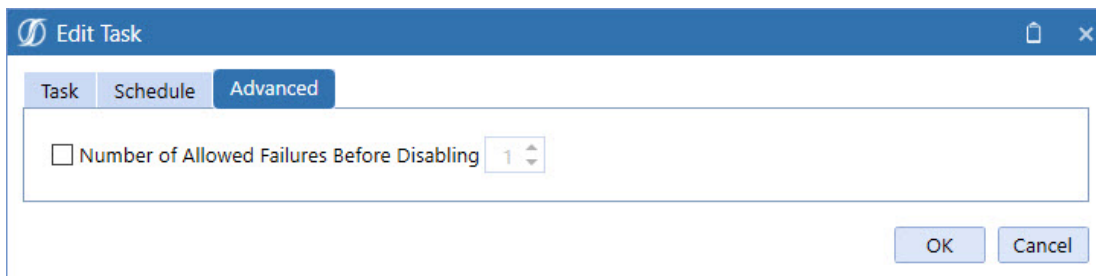 Edit Task
Task Schedule Advanced
Number of Allowed Failures Before Disabling 1
OK Cancel